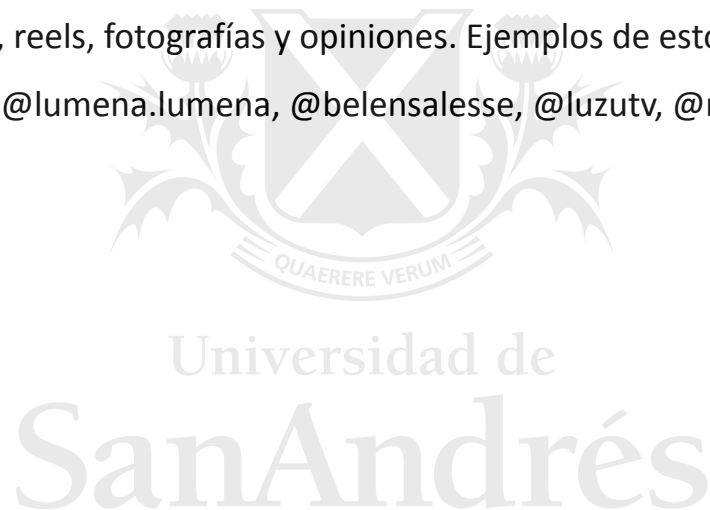 , reels, fotografías y opiniones. Ejemplos de esto
@lumena.lumena, @belensalesse, @luzutv, @
QUAERERE VERUM
Universidad de
SanAndrés